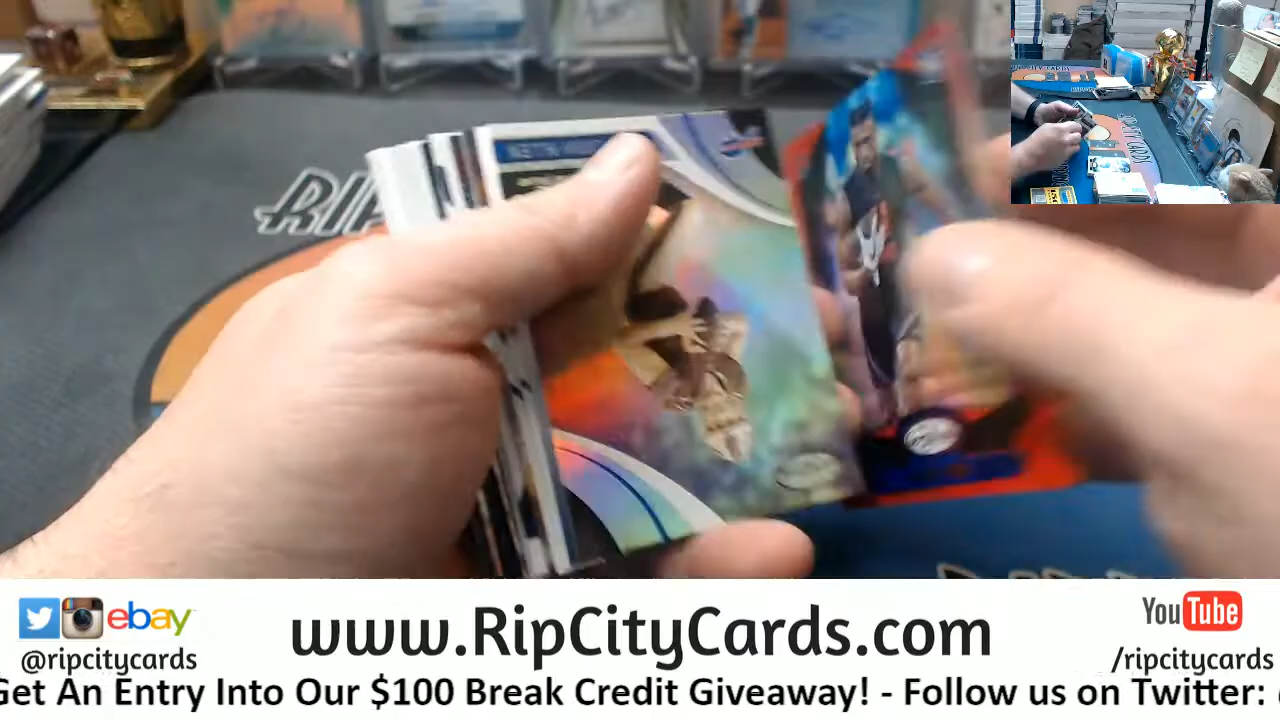 RIP
www.RipCityCards.com
ebay
@ripcitycards
YouTube
/ripcitycards
Get An Entry Into Our $100 Break Credit Giveaway! - Follow us on Twitter: